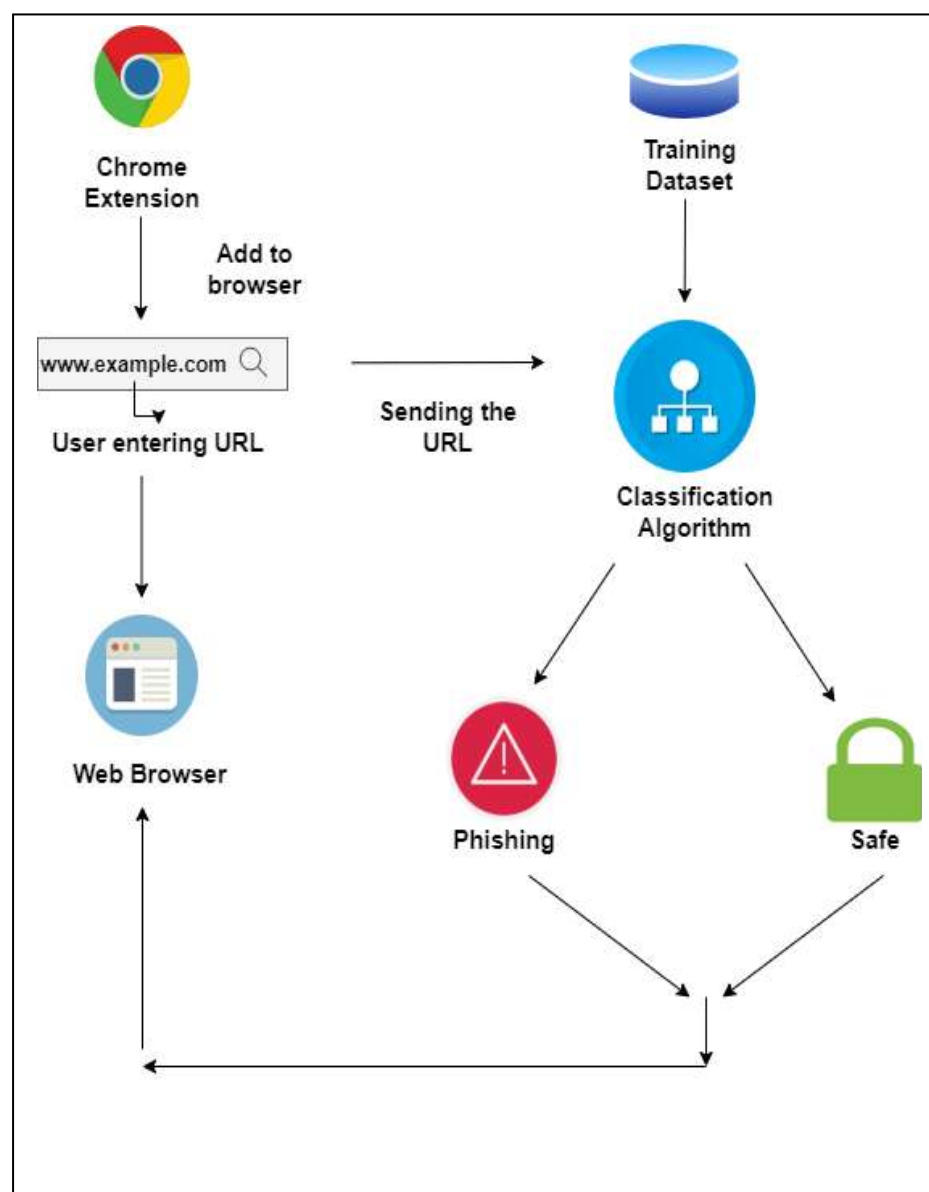 Chrome
Extension
Training
Dataset
Add to
browser
www.example.com
User entering URL
Sending the
URL
Classification
Algorithm
Web Browser
Phishing
Safe